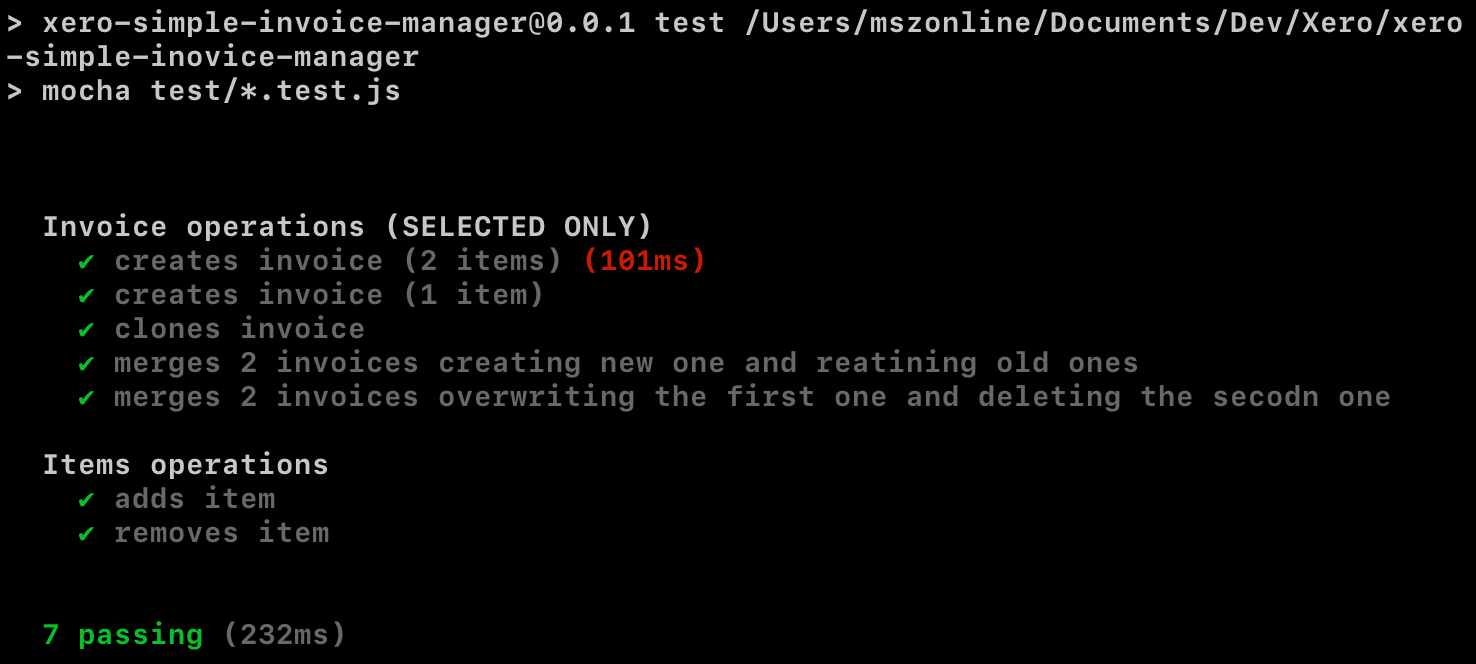 > xero-simple-invoice-manager@0.0.1 test /Users/mszonline/Documents/Dev/Xero/xero
-simple-inovice-manager
> mocha test/*.test.js
Invoice operations (SELECTED ONLY)
✔ creates invoice (2 items) (101ms)
✔ creates invoice (1 item)
✔ clones invoice
✔ merges 2 invoices creating new one and reatining old ones
✔ merges 2 invoices overwriting the first one and deleting the secodn one
Items operations
✔ adds item
✔ removes item
7 passing (232ms)